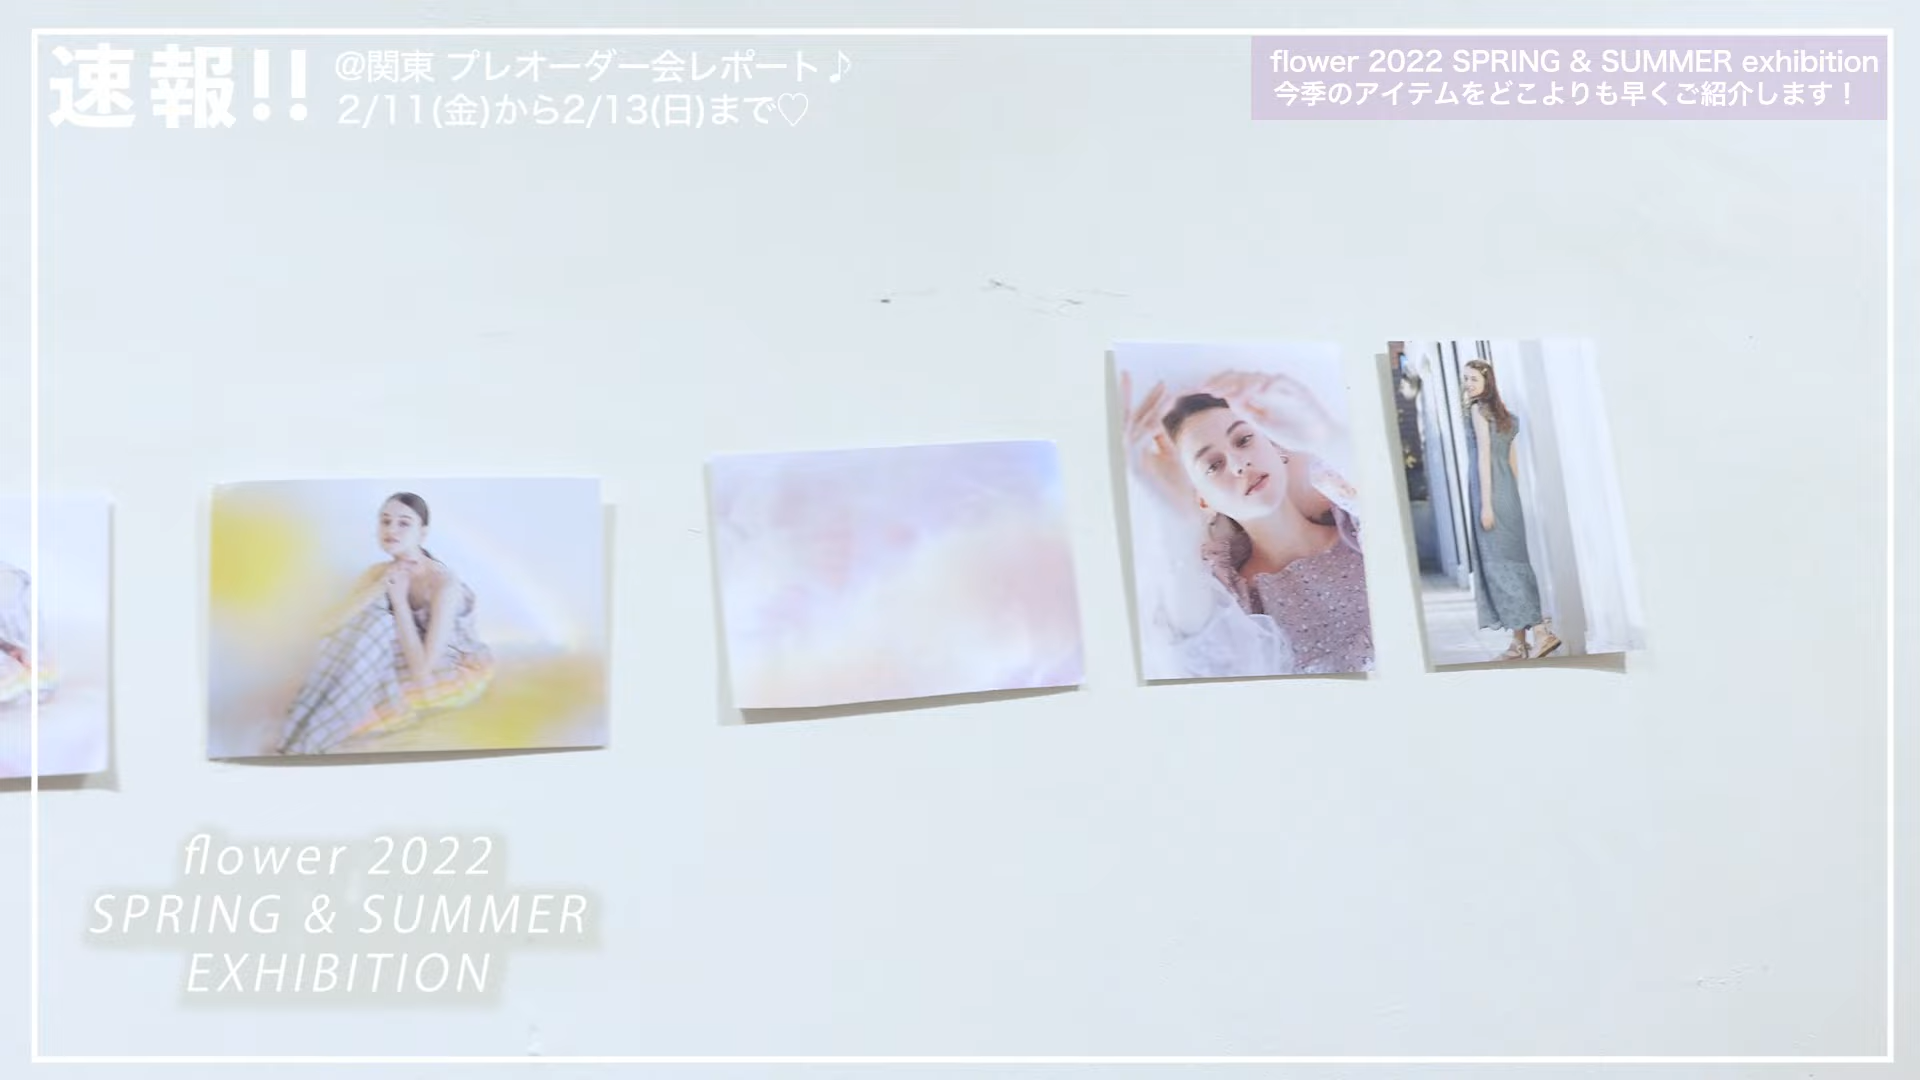 速報!!
@関東 プレオーダー会レポート♪
2/11(金)から2/13(日)まで♡
flower 2022 SPRING & SUMMER exhibition
今季のアイテムをどこよりも早くご紹介します！
flower 2022
SPRING & SUMMER
EXHIBITION